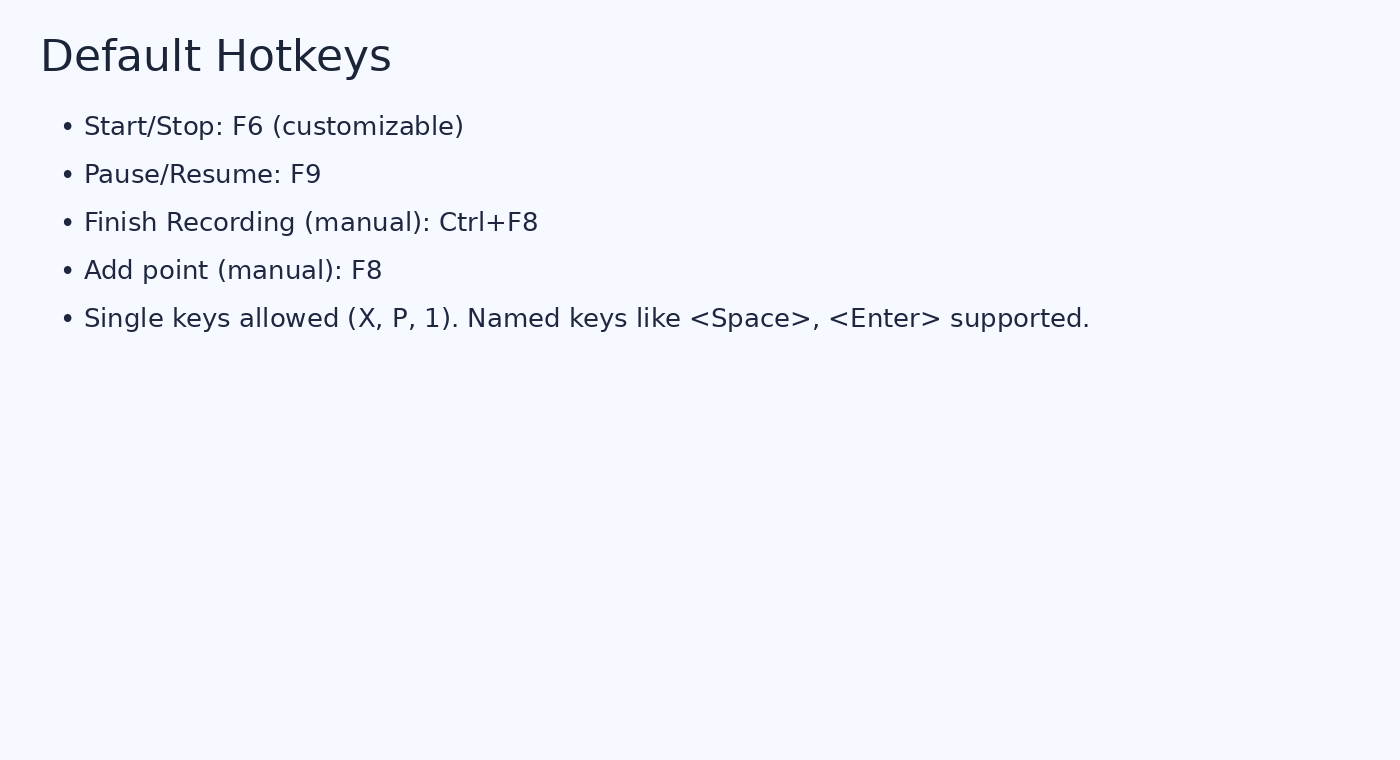 Default Hotkeys
• Start/Stop: F6 (customizable)
• Pause/Resume: F9
• Finish Recording (manual): Ctrl+F8
• Add point (manual): F8
• Single keys allowed (X, P, 1). Named keys like <Space>, <Enter> supported.